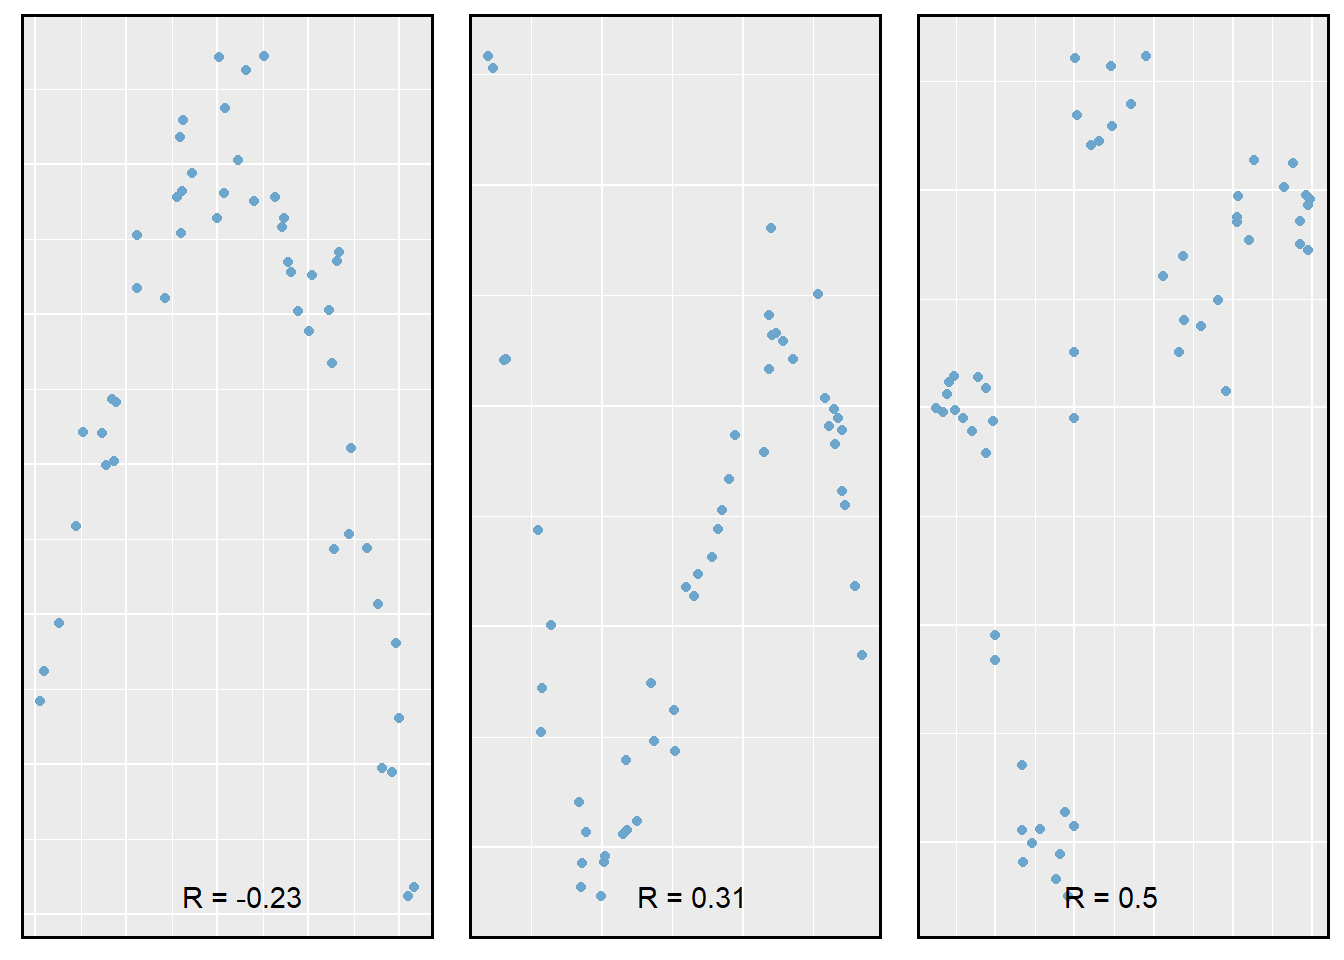 R = -0.23
R = 0.31
R = 0.5